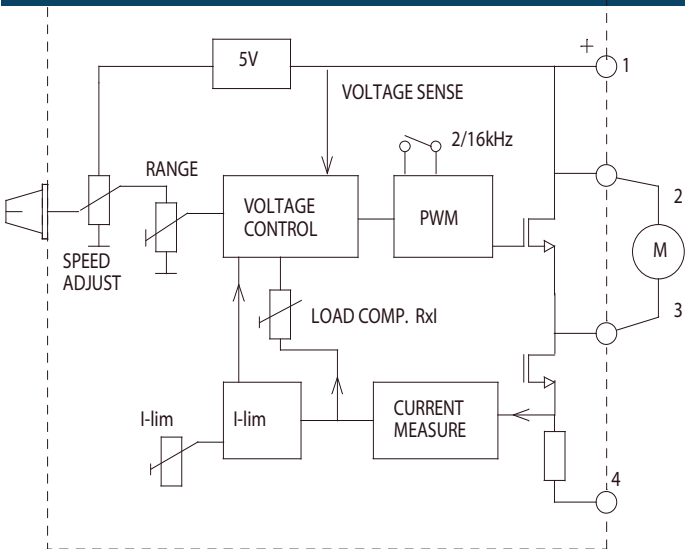 5V
+
1
VOLTAGE SENSE
2/16kHz
RANGE
2
VOLTAGE
CONTROL
PWM
M
SPEED
ADJUST
3
LOAD COMP. RxI
I-lim
I-lim
CURRENT
MEASURE
4